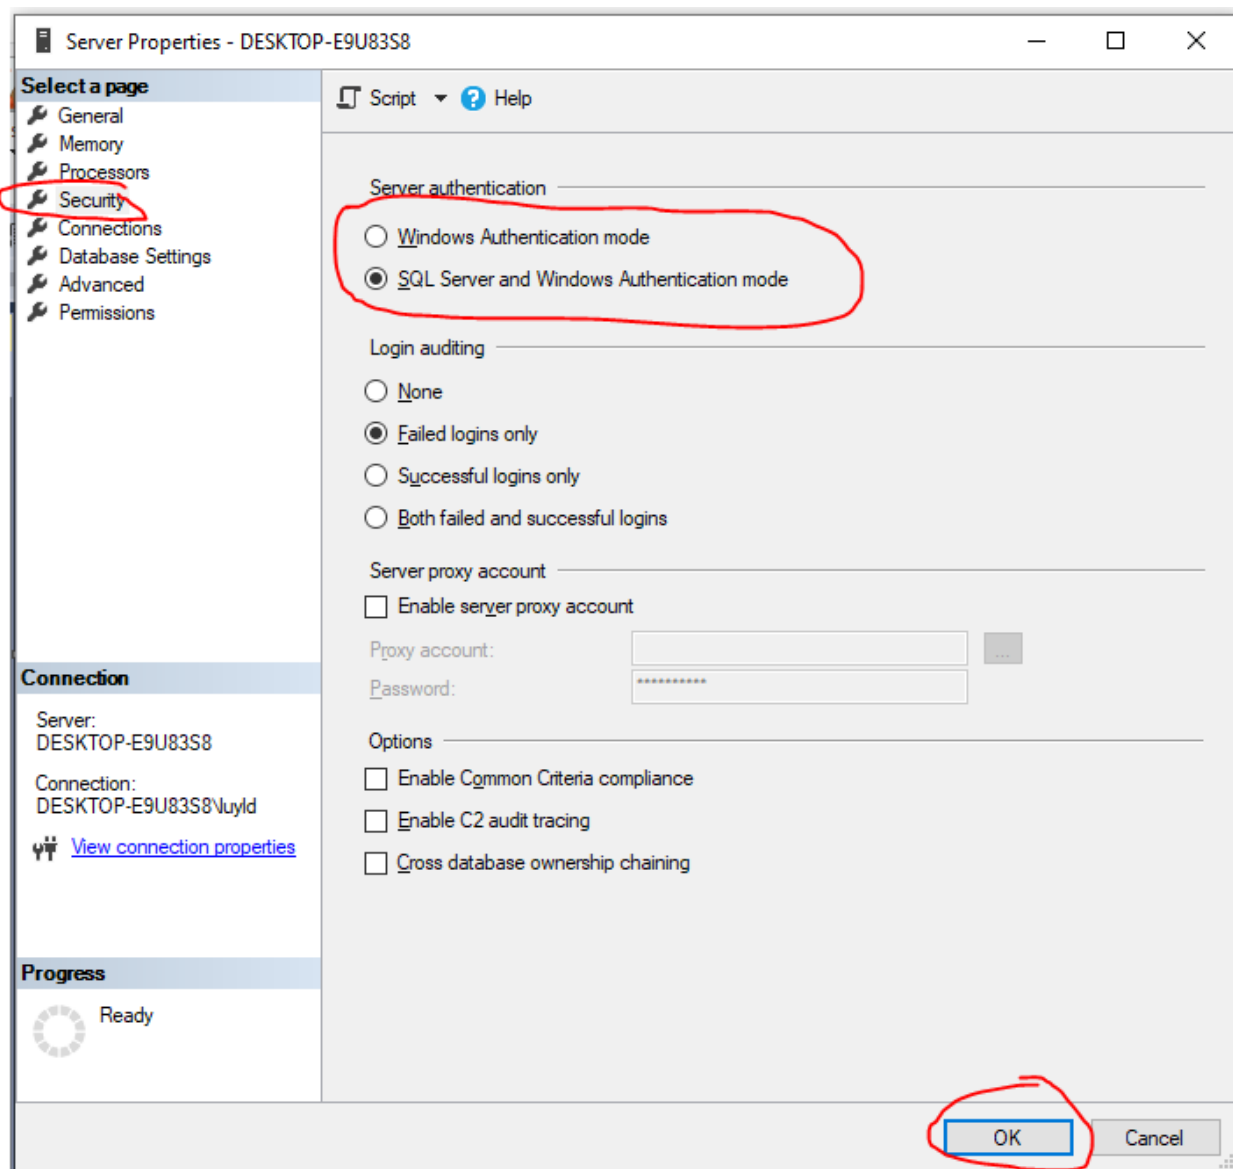 Server Properties - DESKTOP-E9U83S8
Select a page
General
Memory
Processors
Security
Connections
Database Settings
Advanced
Permissions
Script
Help
Server authentication
Windows Authentication mode
SQL Server and Windows Authentication mode
Login auditing
None
Failed logins only
Successful logins only
Both failed and successful logins
Server proxy account
Enable server proxy account
Proxy account:
...
Password:
**********
Options
Enable Common Criteria compliance
Enable C2 audit tracing
Cross database ownership chaining
Connection
Server:
DESKTOP-E9U83S8
Connection:
DESKTOP-E9U83S8\luyld
View connection properties
Progress
Ready
OK
Cancel